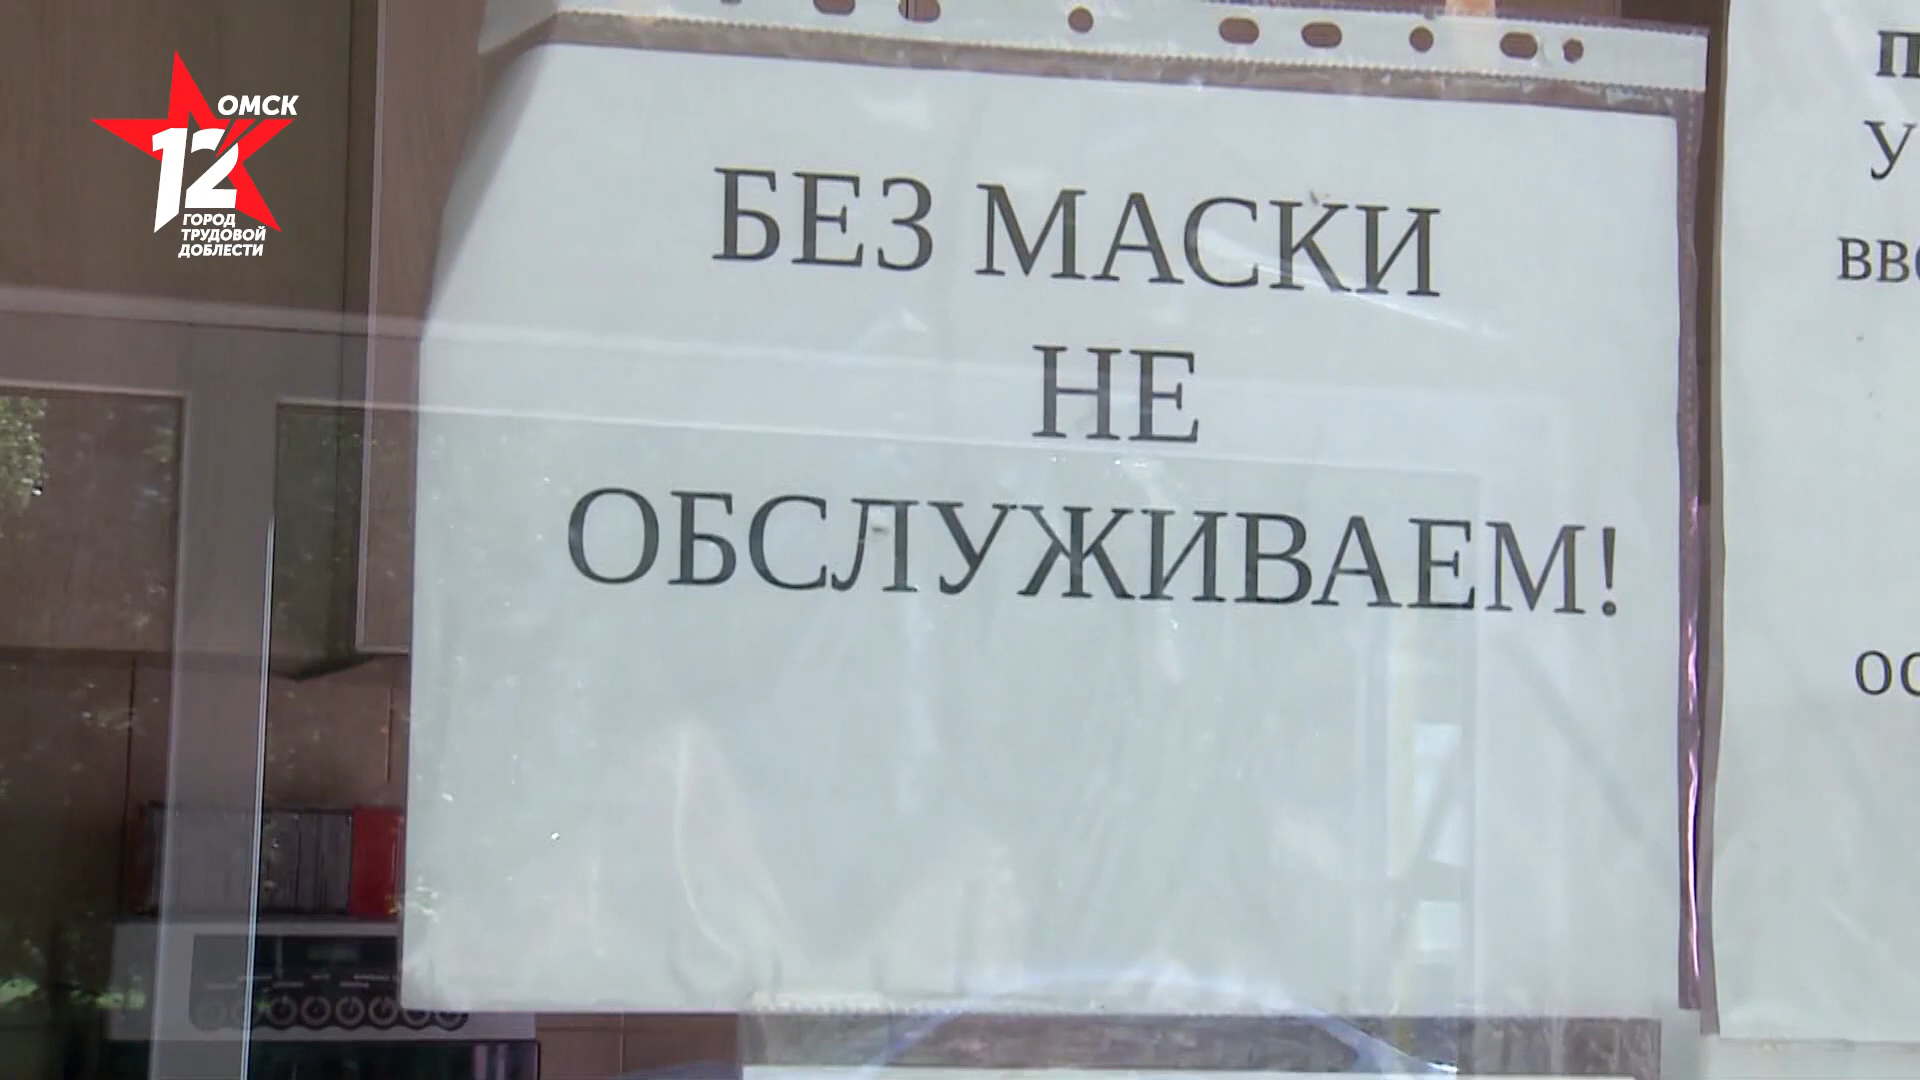 ОМСК
12
ГОРОД
ТРУДОВОЙ
ДОБЛЕСТИ
БЕЗ МАСКИ
НЕ
ОБСЛУЖИВАЕМ!